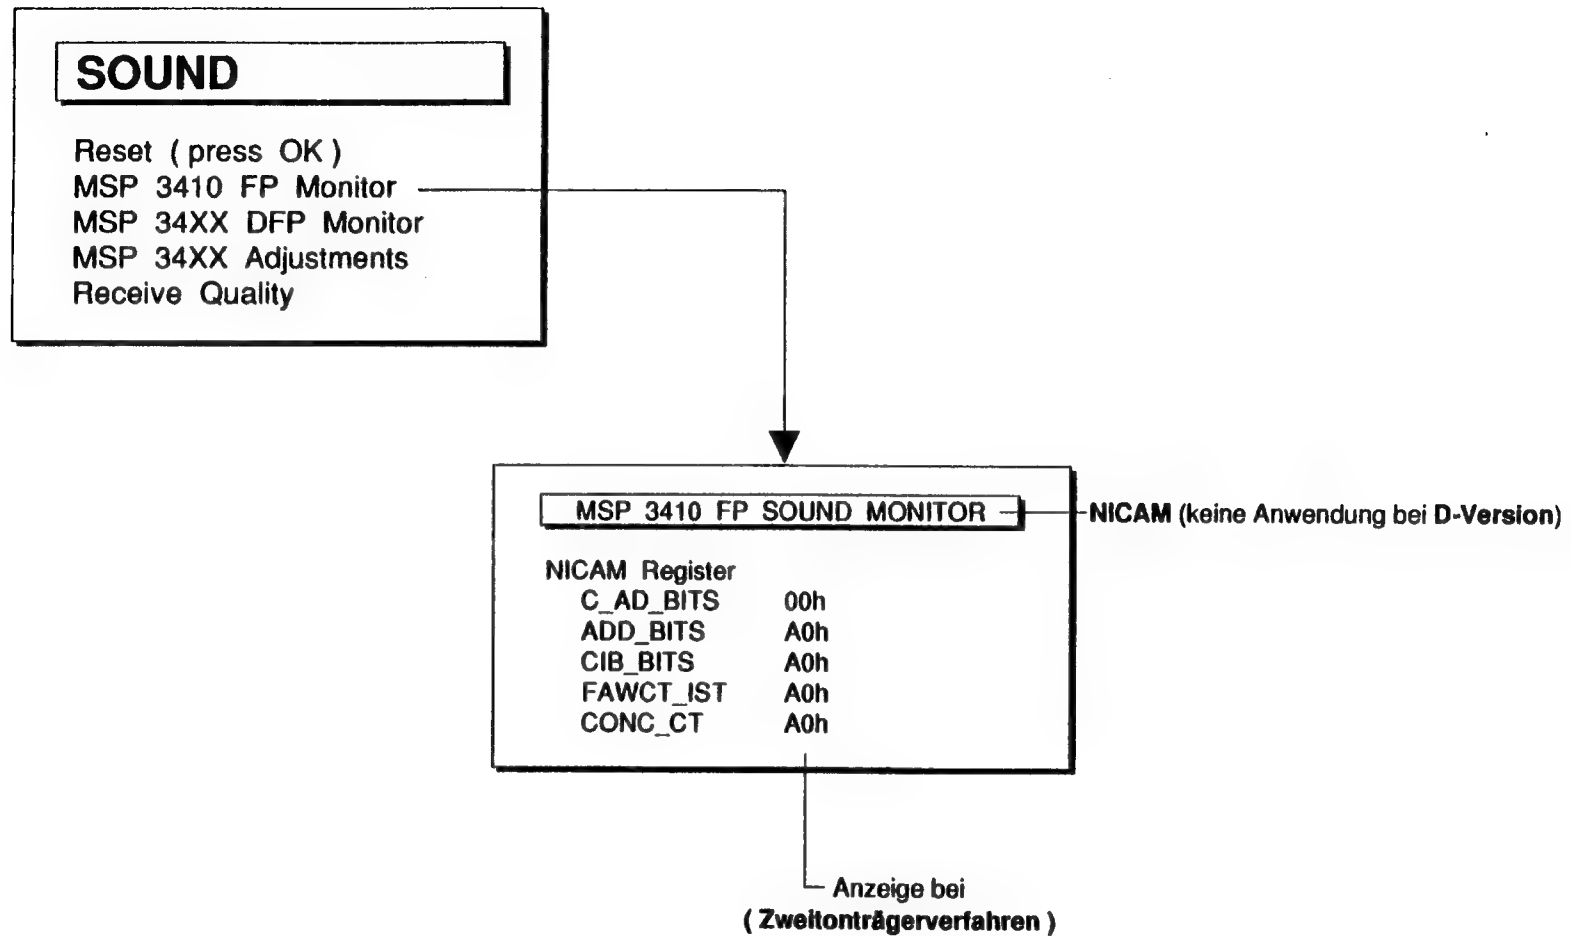 SOUND
Reset ( press OK )
MSP 3410 FP Monitor
MSP 34XX DFP Monitor
MSP 34XX Adjustments
Receive Quality
MSP 3410 FP SOUND MONITOR
NICAM (keine Anwendung bei D-Version)
NICAM Register
C_AD_BITS 00h
ADD_BITS A0h
CIB_BITS A0h
FAWCT_IST A0h
CONC_CT A0h
Anzeige bei
( Zweitonträgerverfahren )